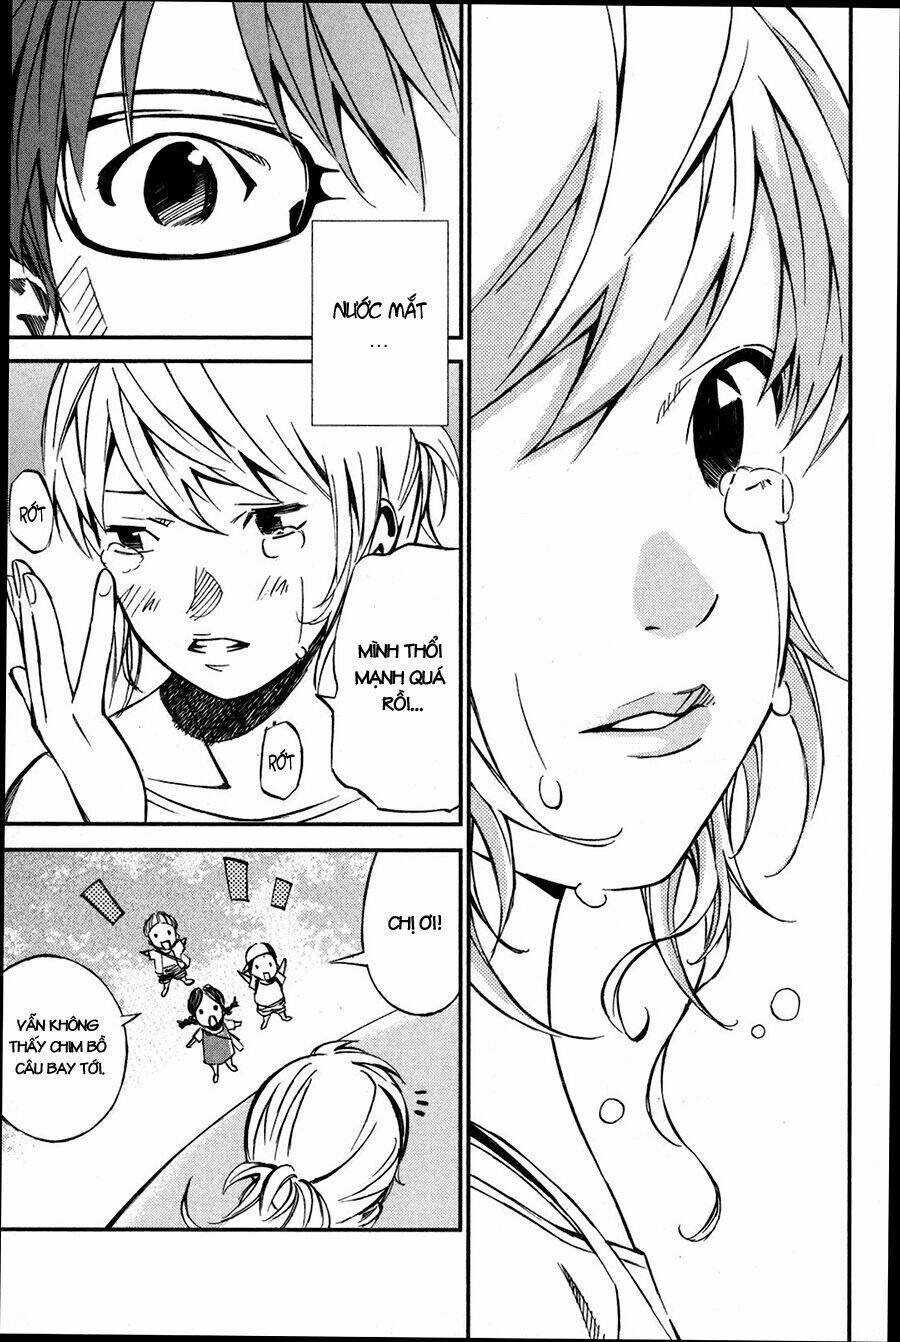 NƯỚC MẮT
...
RỚT
MÌNH THỔI
MẠNH QUÁ
RỒI...
RỚT
CHỊ ƠI!
VẪN KHÔNG
THẤY CHIM BỒ
CÂU BAY TỚI.